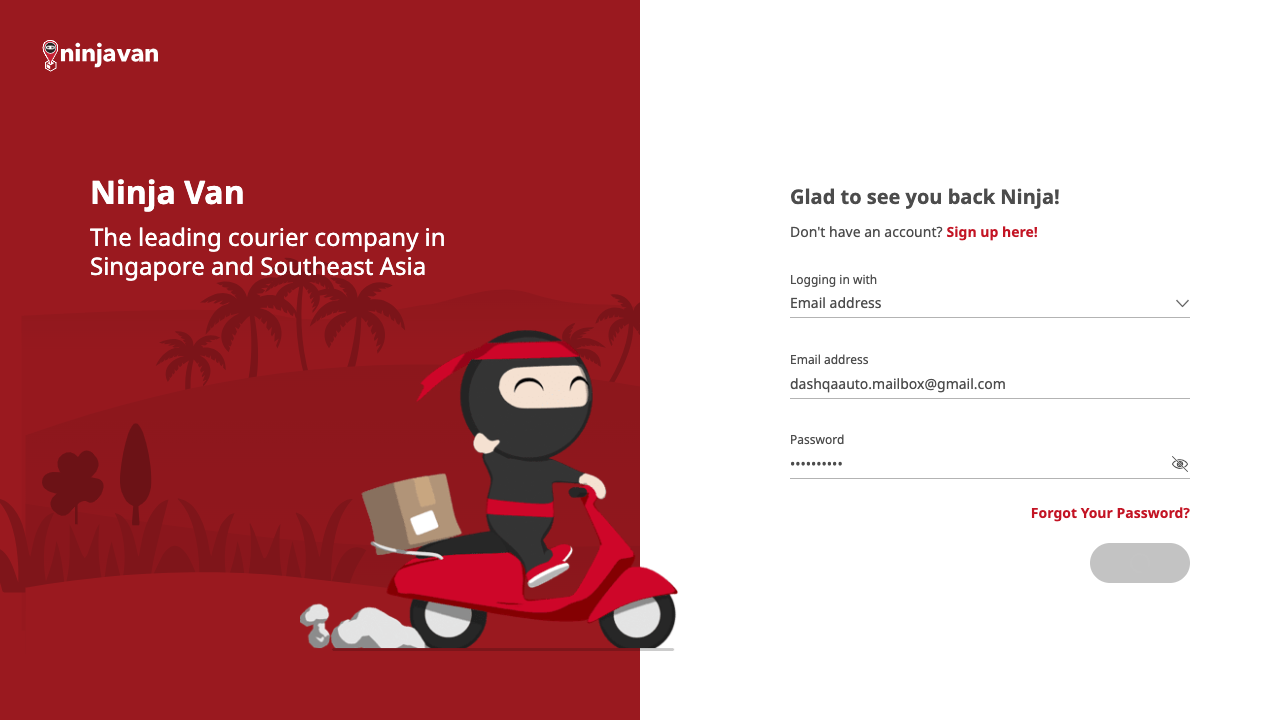 ninjavan
Ninja Van
The leading courier company in
Singapore and Southeast Asia
Glad to see you back Ninja!
Don't have an account? Sign up here!
Logging in with
Email address
Email address
dashqaauto.mailbox@gmail.com
Password
••••••••••
Forgot Your Password?